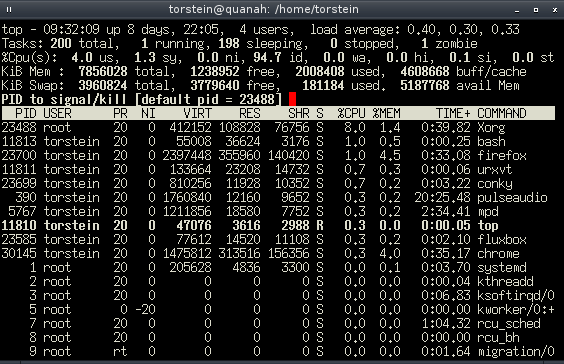 torstein@quanah: /home/torstein
top - 09:32:09 up 8 days, 22:05,  4 users,  load average: 0.40, 0.30, 0.33
Tasks: 200 total,   1 running, 198 sleeping,   0 stopped,   1 zombie
%Cpu(s):  4.0 us,  1.3 sy,  0.0 ni, 94.7 id,  0.0 wa,  0.0 hi,  0.1 si,  0.0 st
KiB Mem :  7856028 total,  1238952 free,  2008408 used,  4608668 buff/cache
KiB Swap:  3960824 total,  3779640 free,   181184 used.  5187768 avail Mem
PID to signal/kill [default pid = 23488]
PID USER      PR  NI    VIRT    RES    SHR S  %CPU %MEM     TIME+ COMMAND
23488 root      20   0  412152 108828  76756 S   8.0  1.4   0:39.82 Xorg
11813 torstein  20   0   55008  36624   3176 S   1.0  0.5   0:00.25 bash
23700 torstein  20   0 2397448 355960 140420 S   1.0  4.5   0:33.08 firefox
11809 torstein  20   0  133664  23208  14732 S   0.7  0.3   0:00.06 urxvt
23699 torstein  20   0  810256  11928  10352 S   0.7  0.2   0:03.22 conky
390 torstein  20   0 1760840  12160   9652 S   0.3  0.2  20:25.48 pulseaudio
5767 torstein  20   0 1211856  18580   7752 S   0.3  0.2   2:34.41 mpd
11810 torstein  20   0   47076   3616   2988 R   0.3  0.0   0:00.05 top
23585 torstein  20   0   77612  14520  11108 S   0.3  0.2   0:02.10 fluxbox
30145 torstein  20   0 1475812 313516 156356 S   0.3  4.0   0:35.17 chrome
1 root      20   0  205628   4836   3300 S   0.0  0.1   0:03.70 systemd
2 root      20   0       0      0      0 S   0.0  0.0   0:00.04 kthreadd
3 root      20   0       0      0      0 S   0.0  0.0   0:06.83 ksoftirqd/0
5 root       0 -20       0      0      0 S   0.0  0.0   0:00.00 kworker/0:+
7 root      20   0       0      0      0 S   0.0  0.0   1:04.32 rcu_sched
8 root      20   0       0      0      0 S   0.0  0.0   0:00.00 rcu_bh
9 root      rt   0       0      0      0 S   0.0  0.0   0:01.64 migration/0